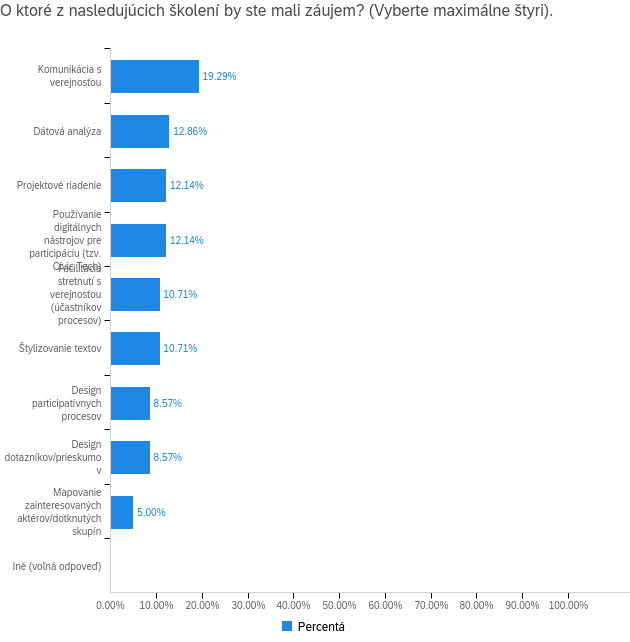 O ktoré z nasledujúcich školení by ste mali záujem? (Vyberte maximálne štyri).
Komunikácia s
verejnosťou
19.29%
Dátová analýza
12.86%
Projektové riadenie
12.14%
Používanie
digitálnych
nástrojov pre
participáciu (tzv.
Civic Tech)
12.14%
Facilitácia
stretnutí s
verejnosťou
(účastníkov
procesov)
10.71%
Štylizovanie textov
10.71%
Design
participatívnych
procesov
8.57%
Design
dotazníkov/prieskumo
v
8.57%
Mapovanie
zainteresovaných
aktérov/dotknutých
skupín
5.00%
Iné (voľná odpoveď)
0.00% 10.00% 20.00% 30.00% 40.00% 50.00% 60.00% 70.00% 80.00% 90.00% 100.00%
Percentá